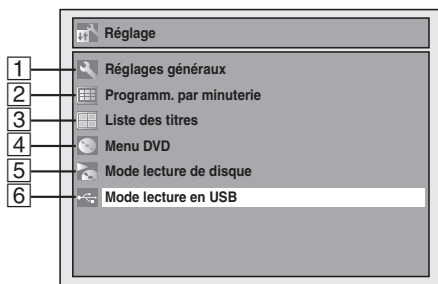 Réglage
1 Réglages généraux
2 Programm. par minuterie
3 Liste des titres
4 Menu DVD
5 Mode lecture de disque
6 Mode lecture en USB